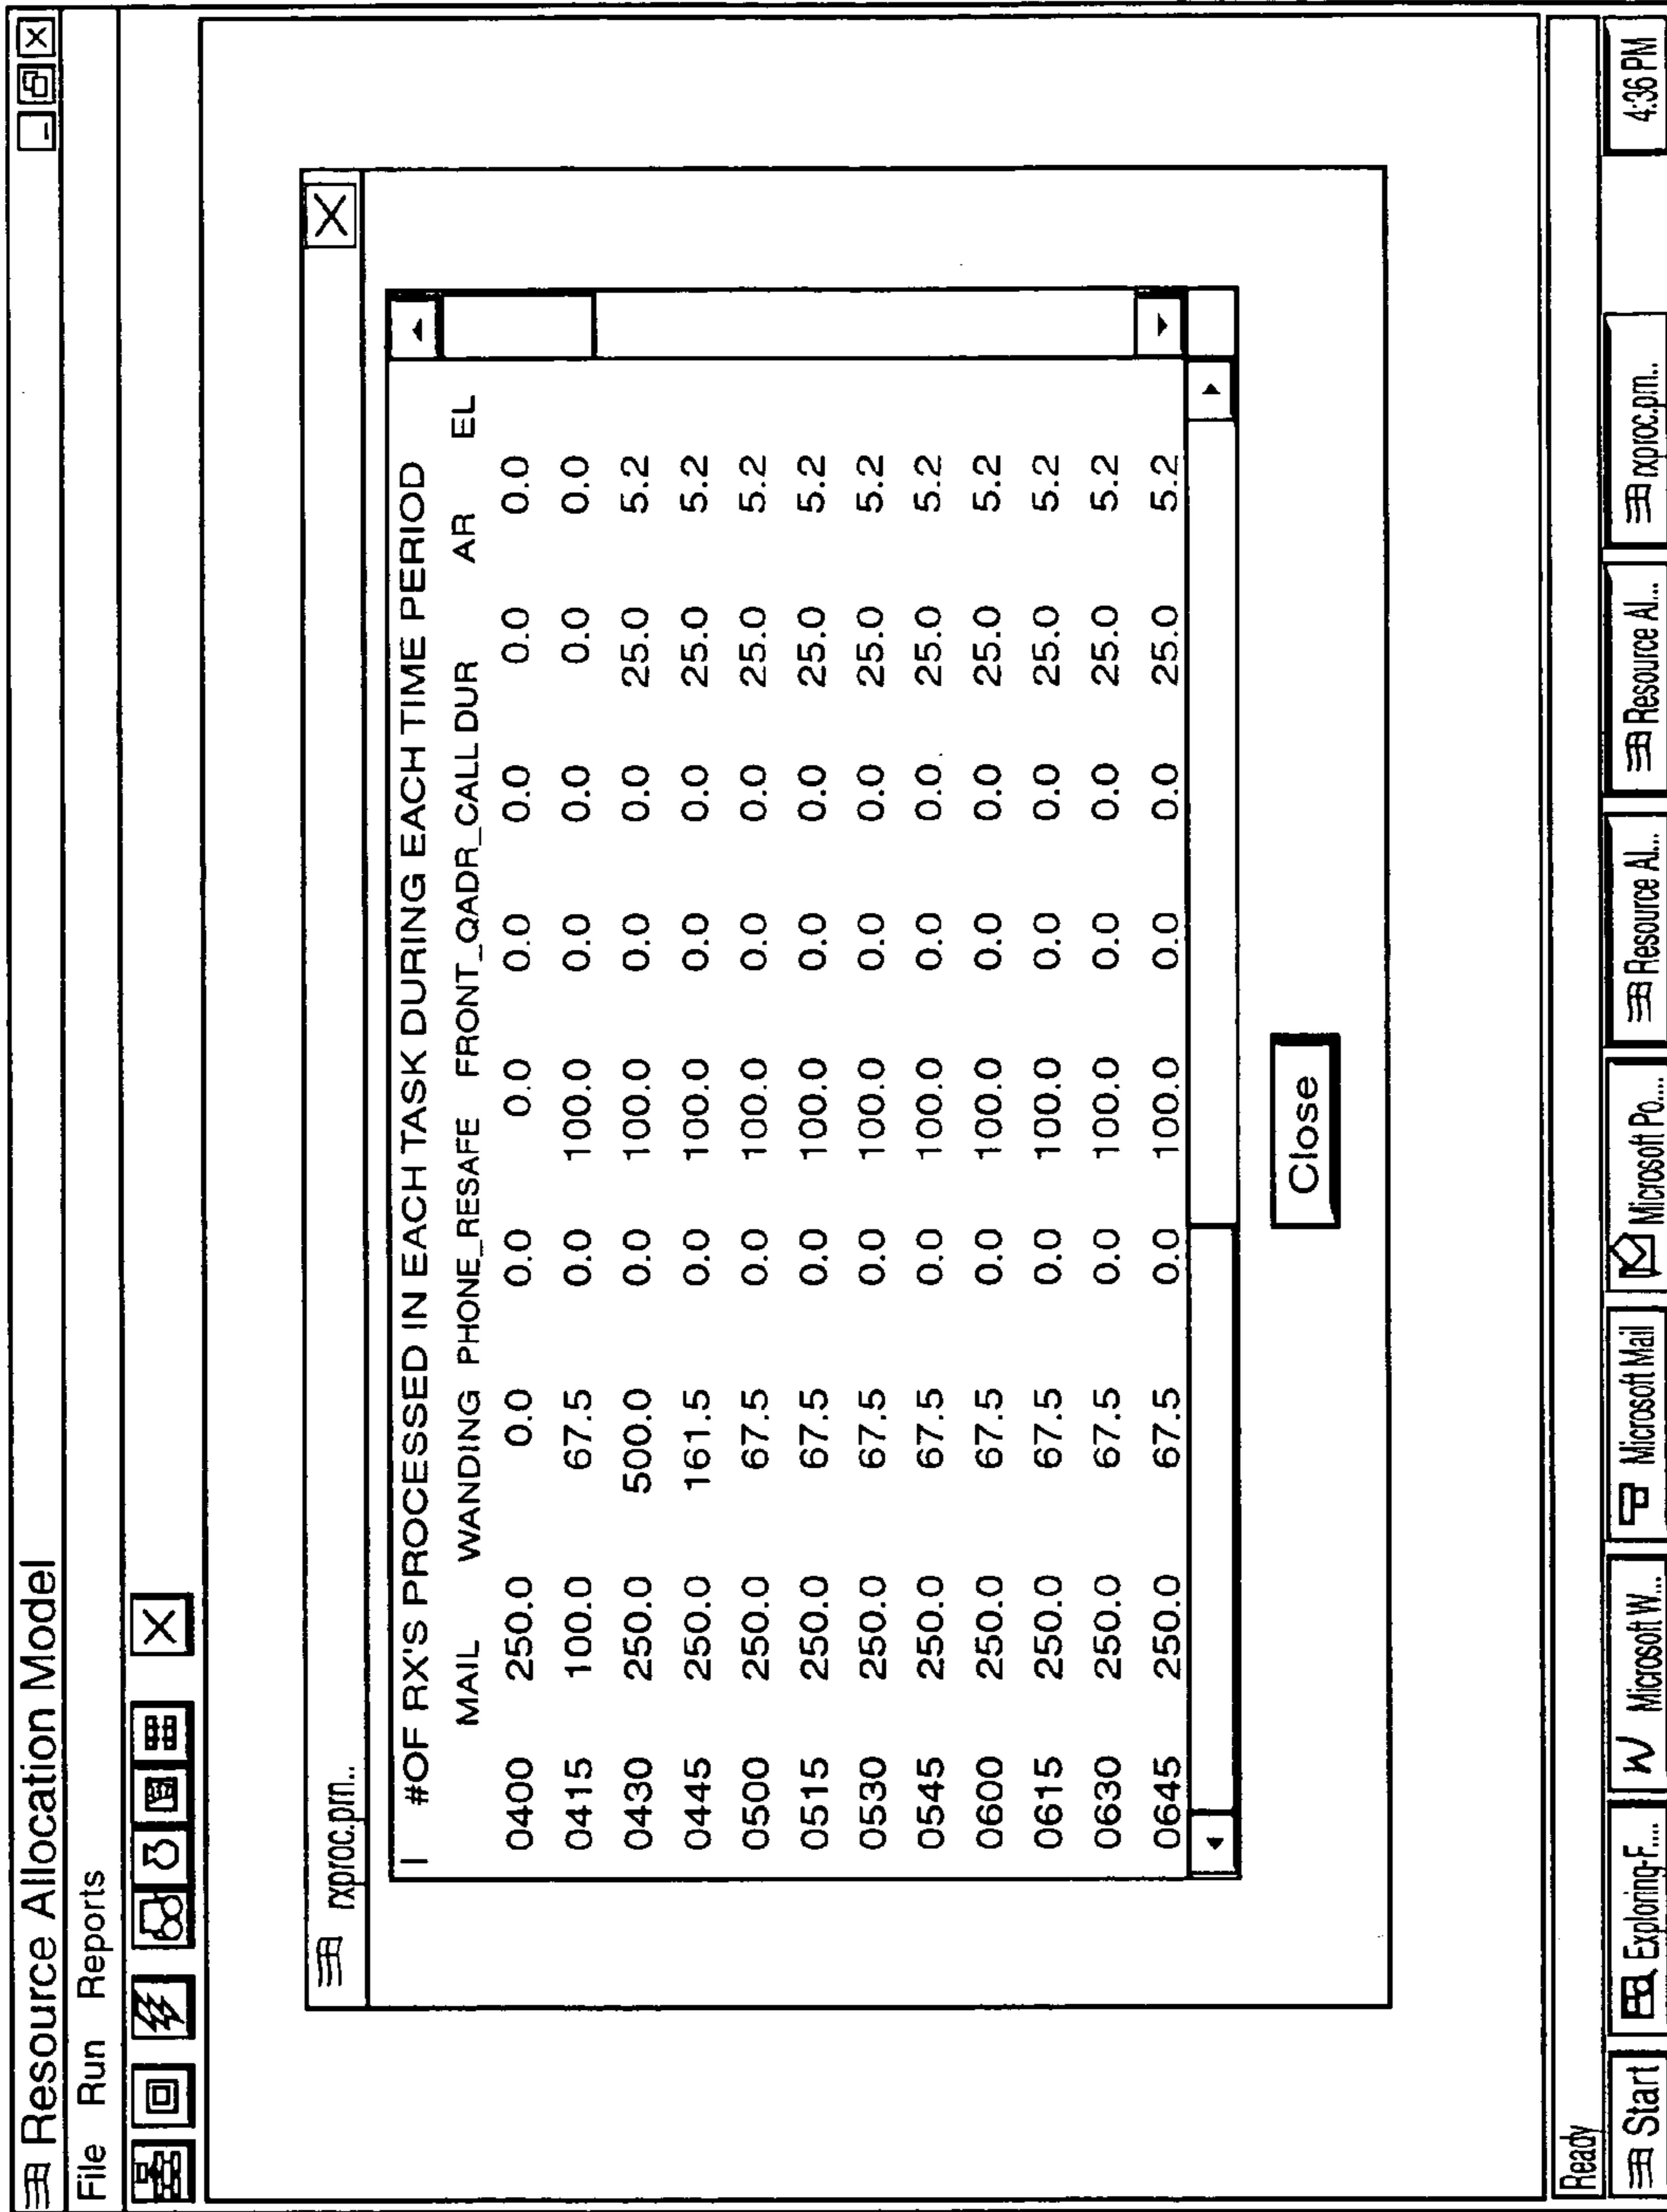 Resource Allocation Model
File Run Reports
rxproc.prn..
#OF RX'S PROCESSED IN EACH TASK DURING EACH TIME PERIOD
MAIL WANDING PHONE_RESAFE FRONT_QADR_CALL DUR AR EL
0400 250.0 0.0 0.0 0.0 0.0 0.0 0.0 0.0
0415 100.0 67.5 0.0 100.0 0.0 0.0 0.0 0.0
0430 250.0 500.0 0.0 100.0 0.0 0.0 25.0 5.2
0445 250.0 161.5 0.0 100.0 0.0 0.0 25.0 5.2
0500 250.0 67.5 0.0 100.0 0.0 0.0 25.0 5.2
0515 250.0 67.5 0.0 100.0 0.0 0.0 25.0 5.2
0530 250.0 67.5 0.0 100.0 0.0 0.0 25.0 5.2
0545 250.0 67.5 0.0 100.0 0.0 0.0 25.0 5.2
0600 250.0 67.5 0.0 100.0 0.0 0.0 25.0 5.2
0615 250.0 67.5 0.0 100.0 0.0 0.0 25.0 5.2
0630 250.0 67.5 0.0 100.0 0.0 0.0 25.0 5.2
0645 250.0 67.5 0.0 100.0 0.0 0.0 25.0 5.2
Close
Ready
Start Exploring-F.... W Microsoft W... Microsoft Mail Microsoft Po.... Resource Al... Resource Al... rxproc.prn.. 4:36 PM